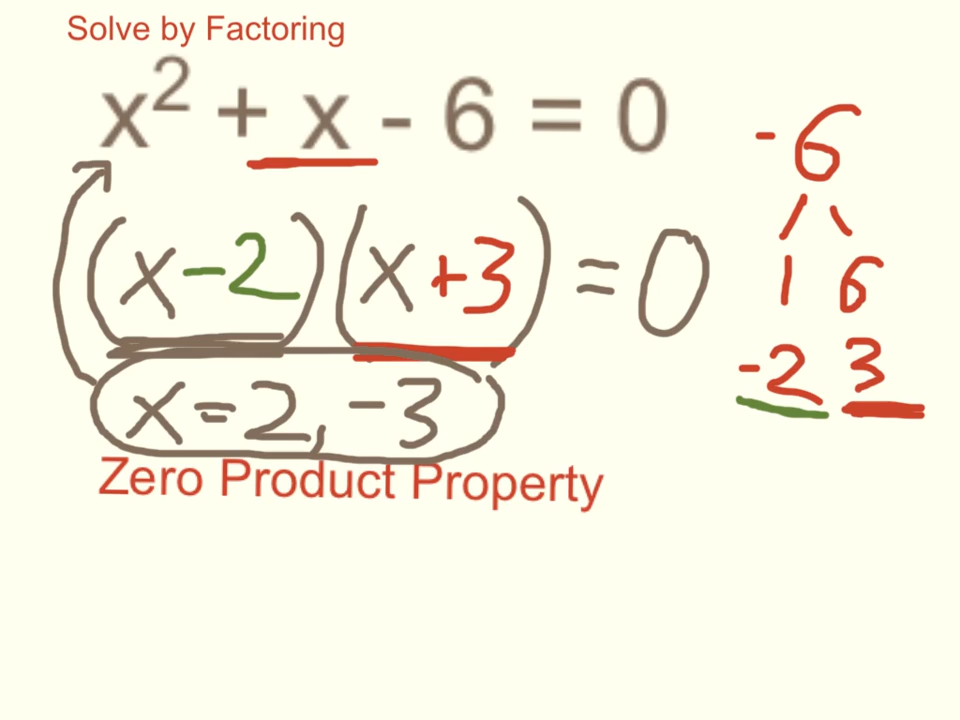 Solve by Factoring
x² + x - 6 = 0
(x-2)(x+3)=0
x=2, -3
Zero Product Property
-6
1 6
-2 3